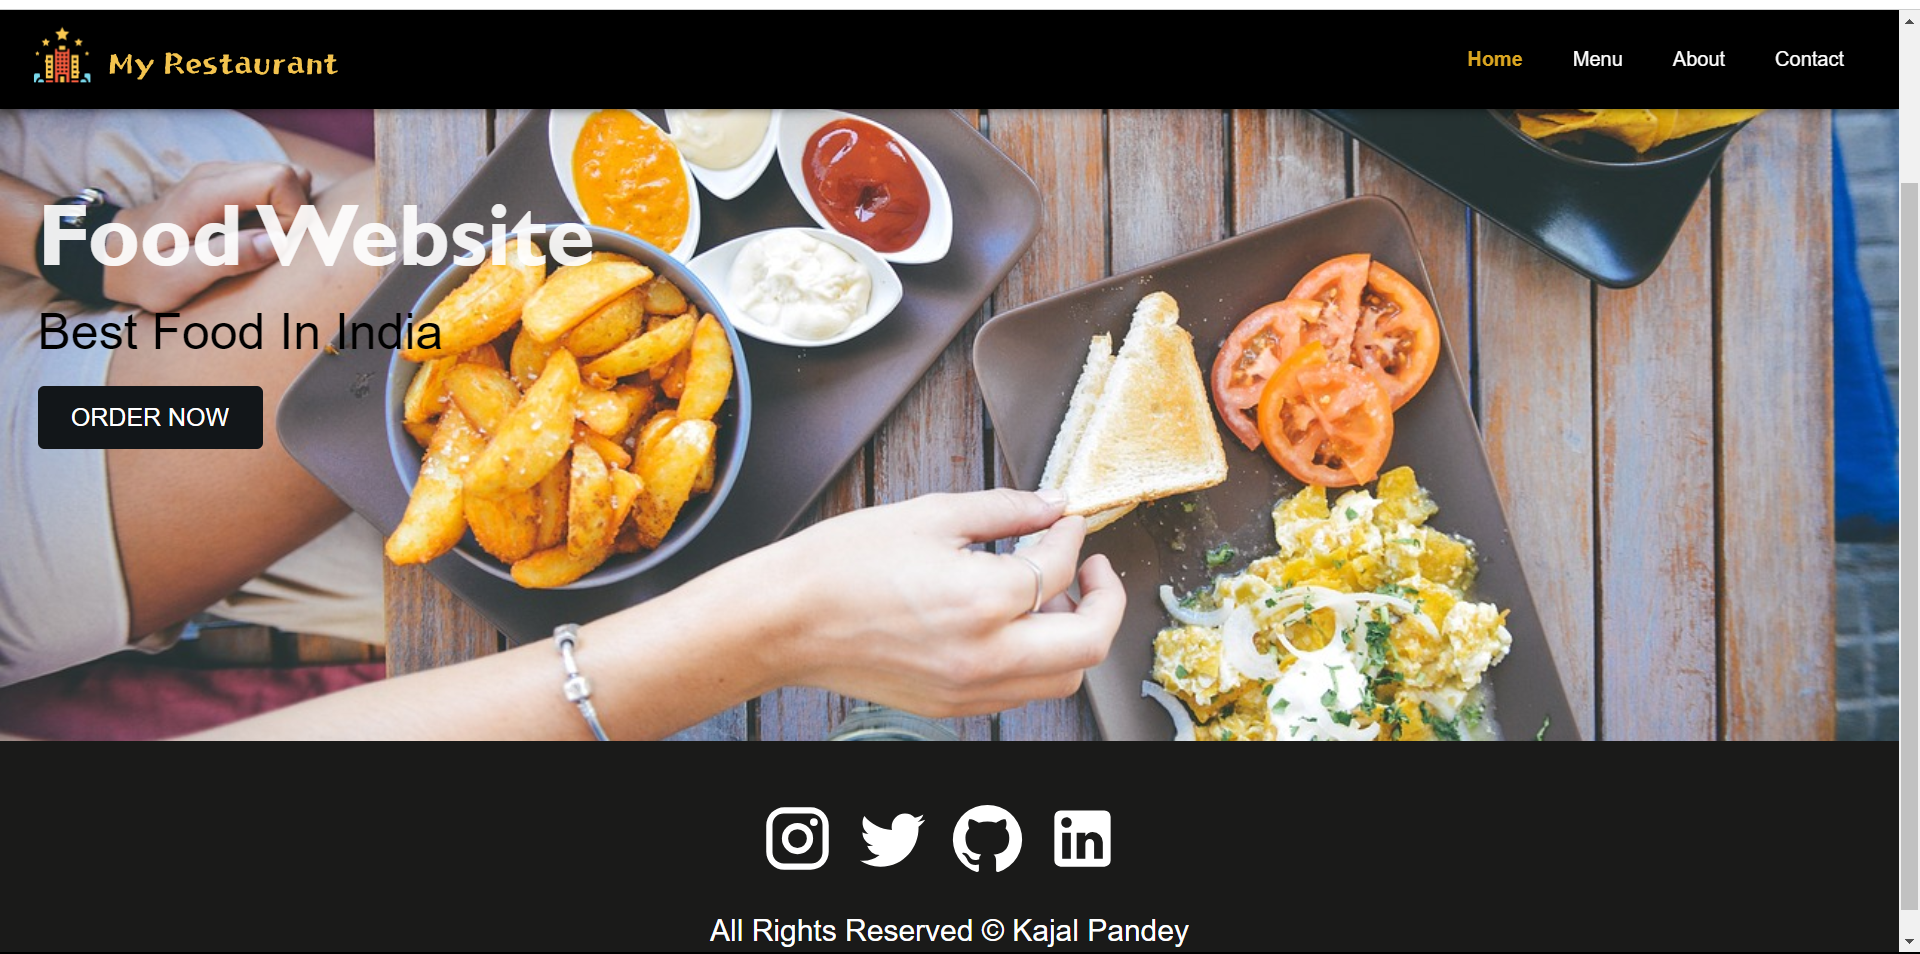 My Restaurant
Home Menu About Contact
Food Website
Best Food In India
ORDER NOW
in
All Rights Reserved © Kajal Pandey